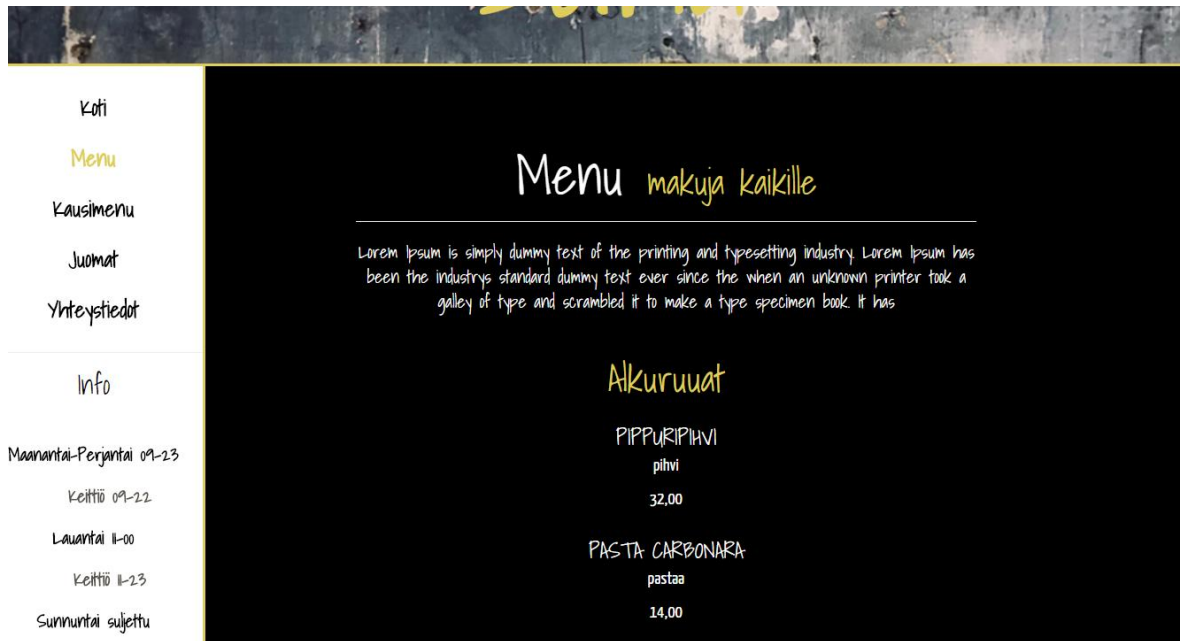 Koti
Menu
Kausimenu
Juomat
Yhteystiedot
Info
Maanantai-Perjantai 09-23
Keittiö 09-22
Lauantai 11-00
Keittiö 11-23
Sunnuntai suljettu
Menu makuja kaikille
Lorem Ipsum is simply dummy text of the printing and typesetting industry. Lorem Ipsum has
been the industrys standard dummy text ever since the when an unknown printer took a
galley of type and scrambled it to make a type specimen book. It has
Alkuruuat
PIPPURIPIHVI
pihvi
32,00
PASTA CARBONARA
pastaa
14,00